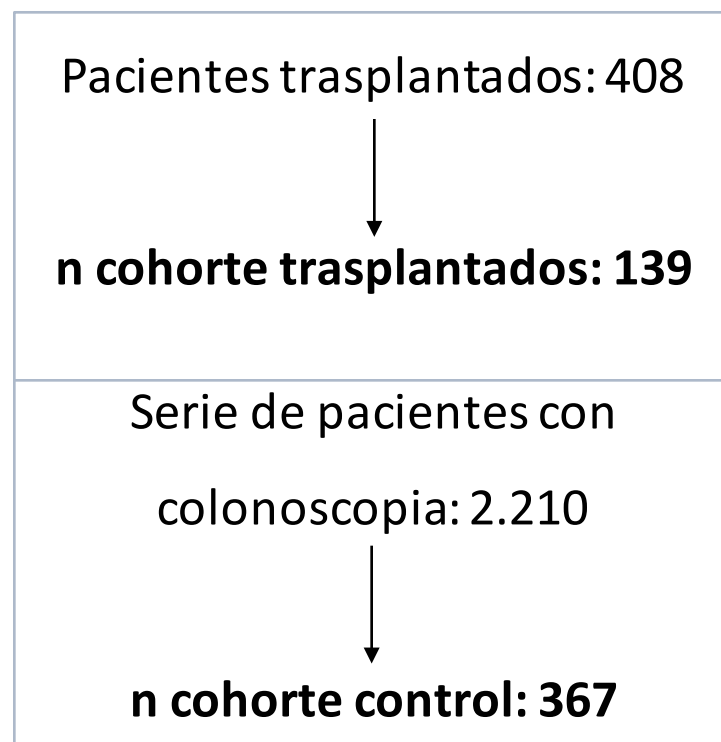 Pacientes trasplantados: 408
n cohorte trasplantados: 139
Serie de pacientes con
colonoscopia: 2.210
n cohorte control: 367